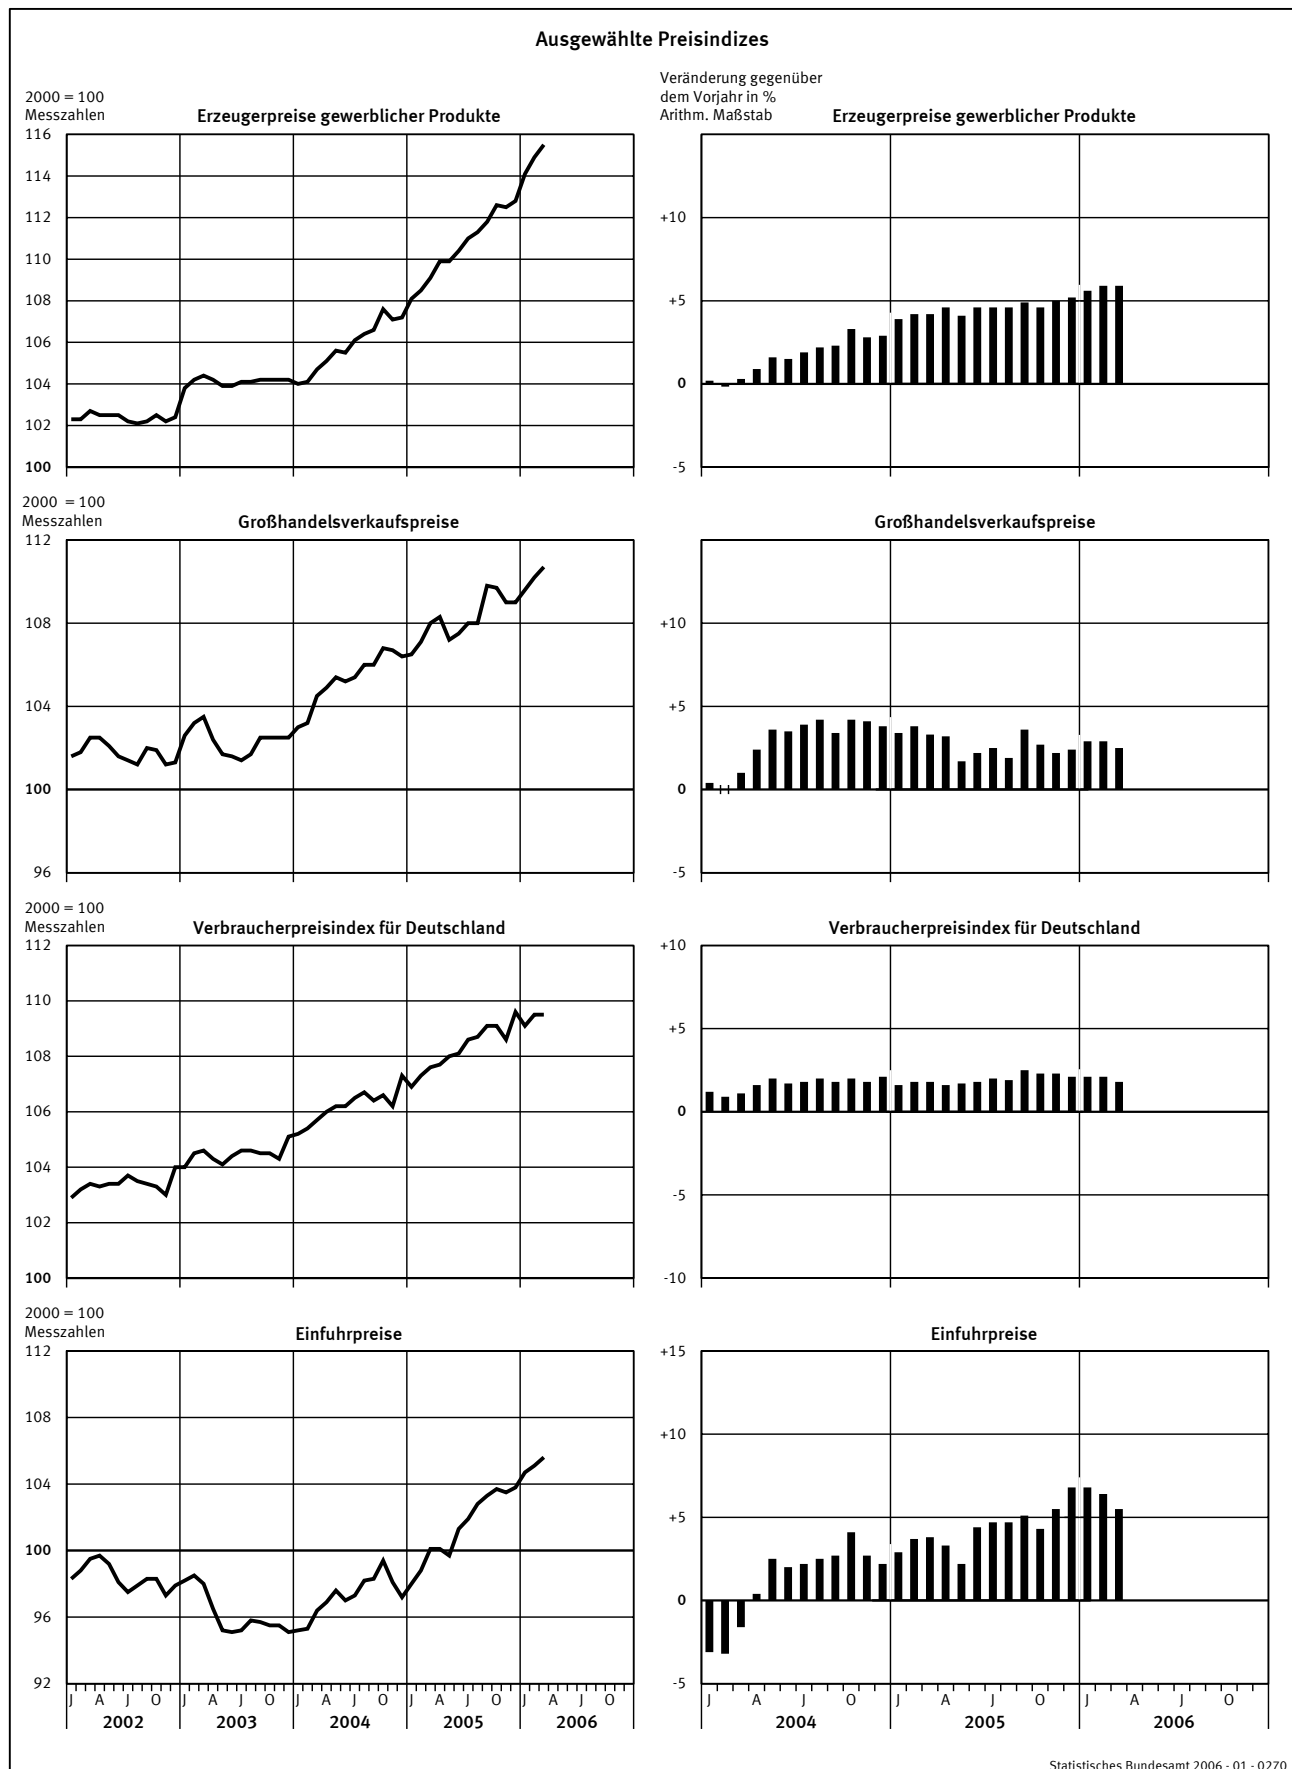 Ausgewählte Preisindizes
2000 = 100
Messzahlen
Erzeugerpreise gewerblicher Produkte
116
114
112
110
108
106
104
102
100
Veränderung gegenüber
dem Vorjahr in %
Arithm. Maßstab
Erzeugerpreise gewerblicher Produkte
+10
+5
0
-5
2000 = 100
Messzahlen
Großhandelsverkaufspreise
112
108
104
100
96
Großhandelsverkaufspreise
+10
+5
0
-5
2000 = 100
Messzahlen
Verbraucherpreisindex für Deutschland
112
110
108
106
104
102
100
Verbraucherpreisindex für Deutschland
+10
+5
0
-5
-10
2000 = 100
Messzahlen
Einfuhrpreise
112
108
104
100
96
92
J A J O J A J O J A J O J A J O J A J O
2002 2003 2004 2005 2006
Einfuhrpreise
+15
+10
+5
0
-5
J A J O J A J O J A J O
2004 2005 2006
Statistisches Bundesamt 2006 - 01 - 0270